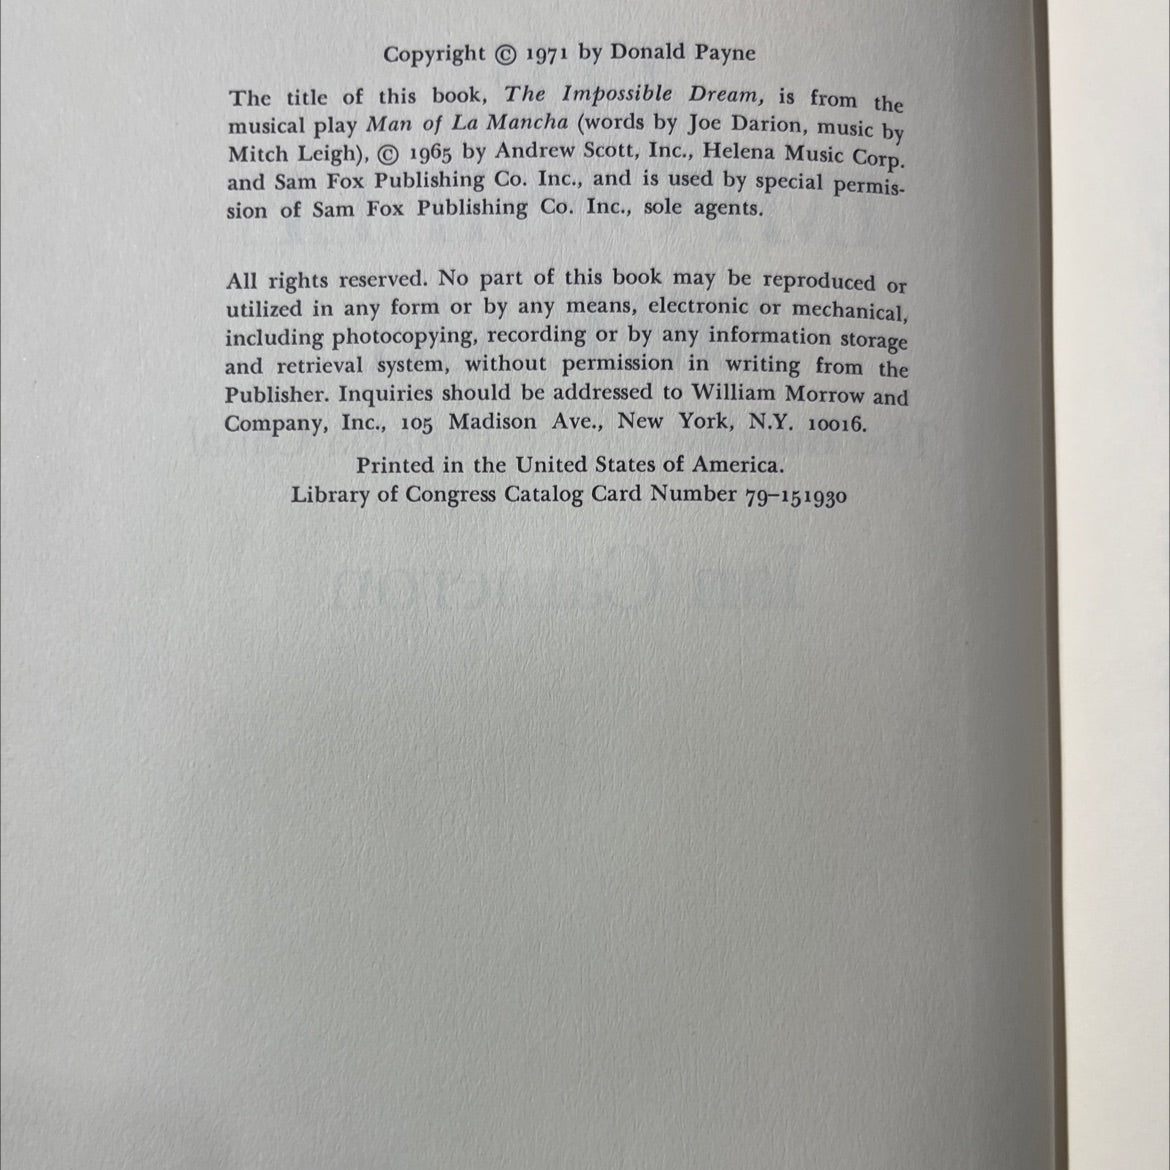 Copyright © 1971 by Donald Payne
The title of this book, The Impossible Dream, is from the
musical play Man of La Mancha (words by Joe Darion, music by
Mitch Leigh), © 1965 by Andrew Scott, Inc., Helena Music Corp.
and Sam Fox Publishing Co. Inc., and is used by special permis-
sion of Sam Fox Publishing Co. Inc., sole agents.
All rights reserved. No part of this book may be reproduced or
utilized in any form or by any means, electronic or mechanical,
including photocopying, recording or by any information storage
and retrieval system, without permission in writing from the
Publisher. Inquiries should be addressed to William Morrow and
Company, Inc., 105 Madison Ave., New York, N.Y. 10016.
Printed in the United States of America.
Library of Congress Catalog Card Number 79–151930
Ian Cameron